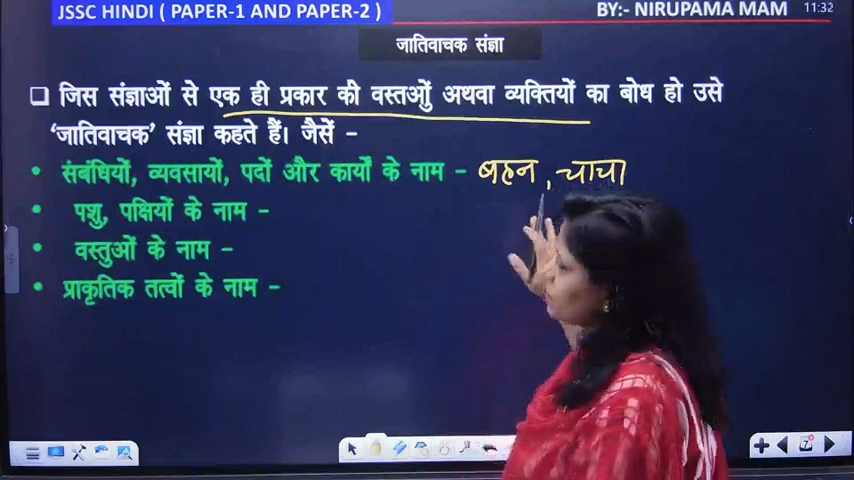 JSSC HINDI ( PAPER-1 AND PAPER-2 )
BY:- NIRUPAMA MAM
11:32
जातिवाचक संज्ञा
जिस संज्ञाओं से एक ही प्रकार की वस्तओुं अथवा व्यक्तियों का बोध हो उसे
‘जातिवाचक’ संज्ञा कहते हैं। जैसें –
• संबंधियों, व्यवसायों, पदों और कार्यों के नाम – बहन, चाचा
• पशु, पक्षियों के नाम –
• वस्तुओं के नाम –
• प्राकृतिक तत्वों के नाम –